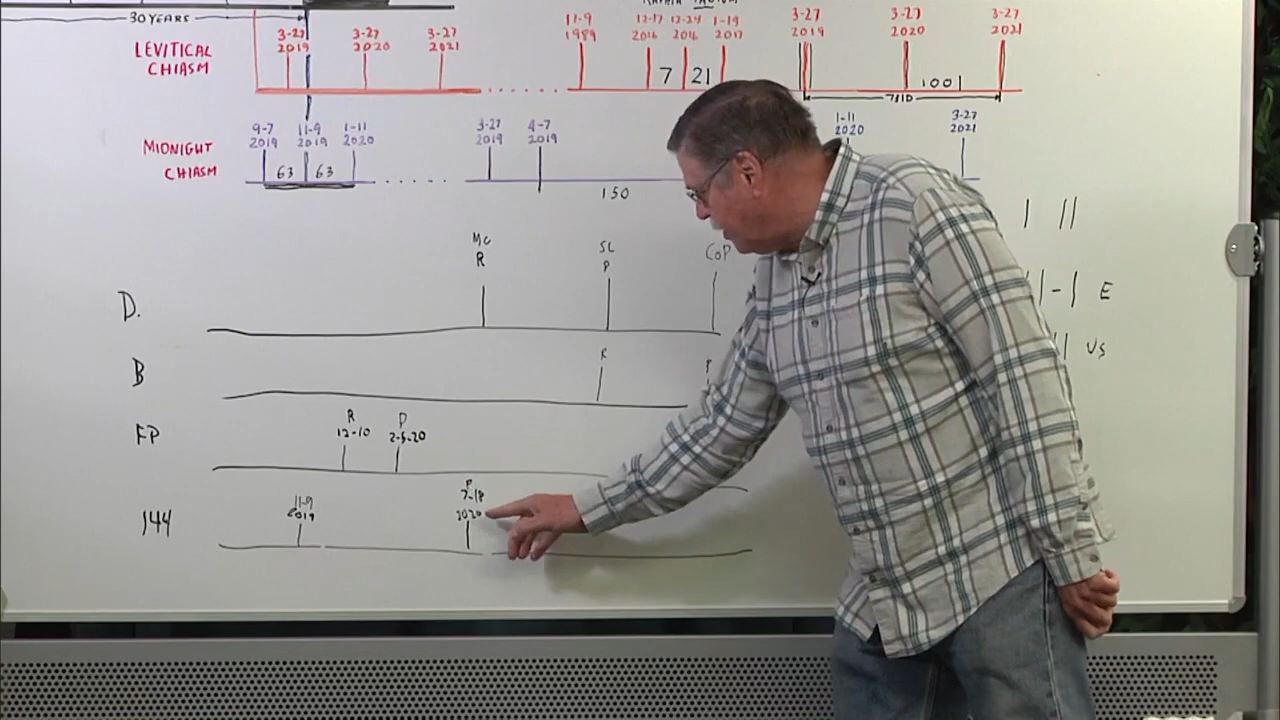 30 YEARS
LEVITICAL
CHIASM
3-27 3-27 3-27
2019 2020 2021
11-9 12-17 12-24 1-19
1989 2016 2016 2017
7 21
3-27 3-27 3-27
2019 2020 2021
1001
MIDNIGHT
CHIASM
9-7 11-9 1-11
2019 2019 2020
63 63
3-27 4-7
2019 2019
150
1-11 3-27
2020 2021
D.
MC SL COP
R P
E
B
R P
US
FP
R P
12-10 2-5-20
144
11-9
2019
P
7-18
2020